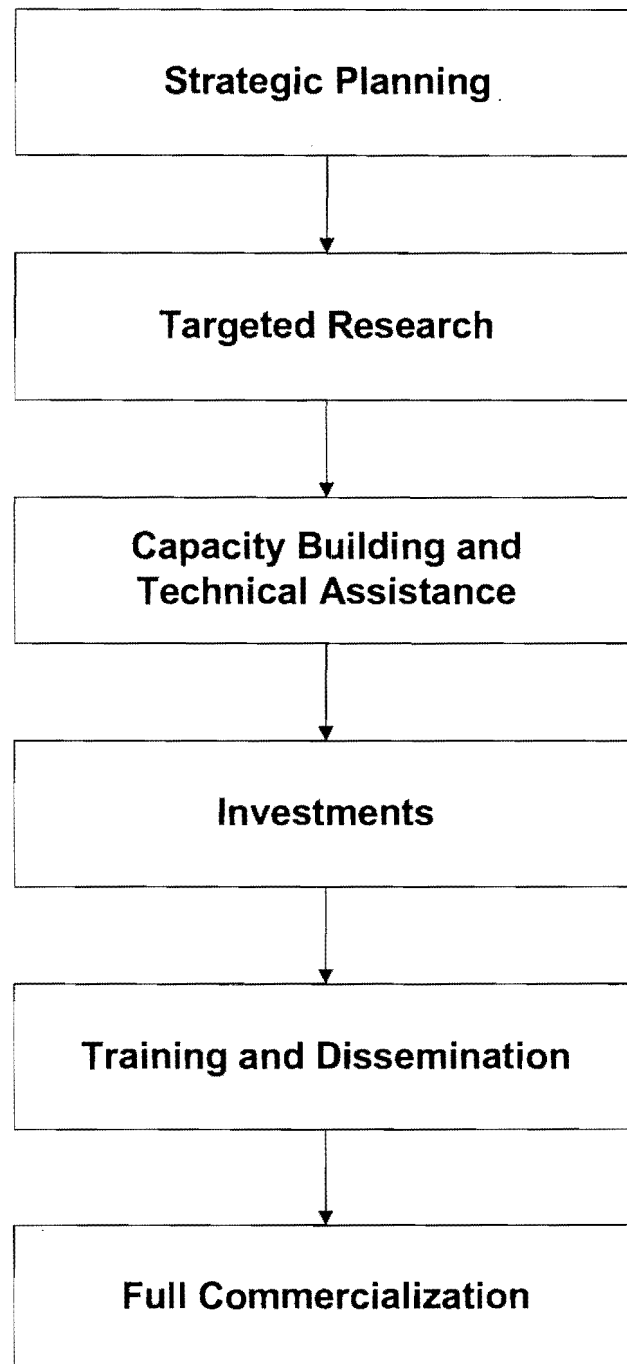 Strategic Planning
Targeted Research
Capacity Building and
Technical Assistance
Investments
Training and Dissemination
Full Commercialization